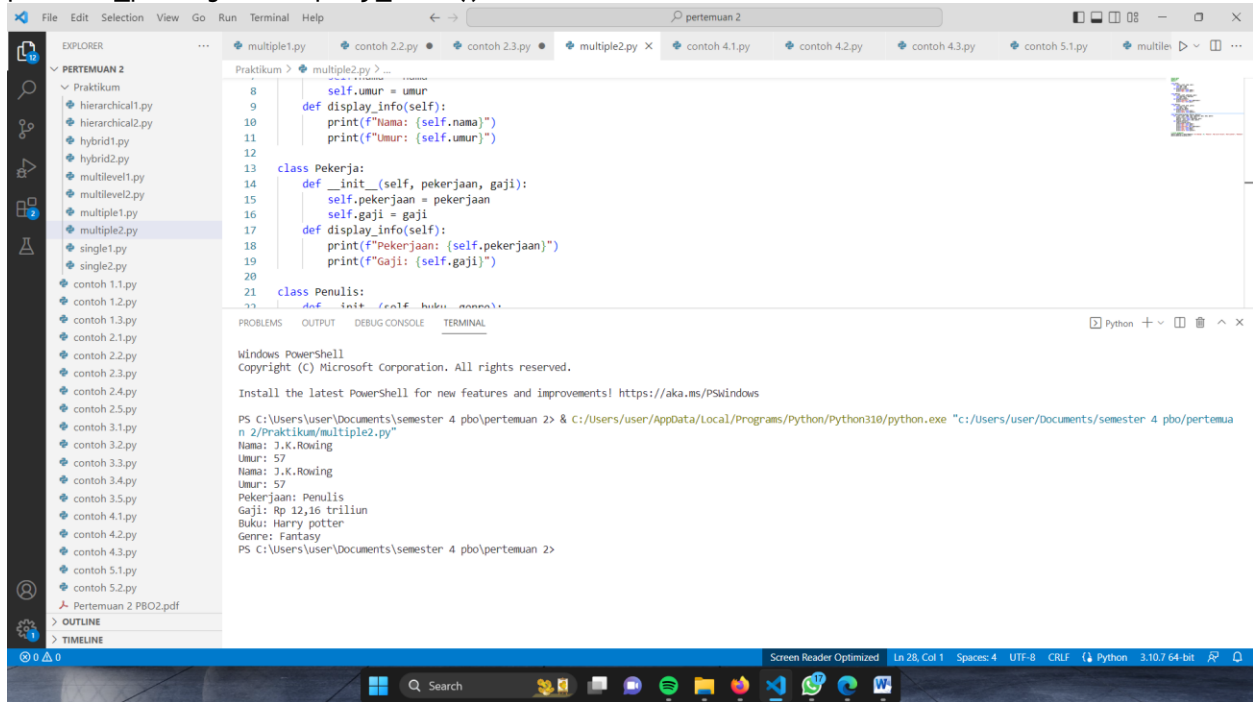 File Edit Selection View Go Run Terminal Help
pertemuan 2
EXPLORER
PERTEMUAN 2
Praktikum
hierarchical1.py
hierarchical2.py
hybrid1.py
hybrid2.py
multilevel1.py
multilevel2.py
multiple1.py
multiple2.py
single1.py
single2.py
contoh 1.1.py
contoh 1.2.py
contoh 1.3.py
contoh 2.1.py
contoh 2.2.py
contoh 2.3.py
contoh 2.4.py
contoh 2.5.py
contoh 3.1.py
contoh 3.2.py
contoh 3.3.py
contoh 3.4.py
contoh 3.5.py
contoh 4.1.py
contoh 4.2.py
contoh 4.3.py
contoh 5.1.py
contoh 5.2.py
Pertemuan 2 PBO2.pdf
OUTLINE
TIMELINE
multiple1.py contoh 2.2.py contoh 2.3.py multiple2.py contoh 4.1.py contoh 4.2.py contoh 4.3.py contoh 5.1.py
Praktikum > multiple2.py > ...
8 self.umur = umur
9 def display_info(self):
10 print(f"Nama: {self.nama}")
11 print(f"Umur: {self.umur}")
12
13 class Pekerja:
14 def __init__(self, pekerjaan, gaji):
15 self.pekerjaan = pekerjaan
16 self.gaji = gaji
17 def display_info(self):
18 print(f"Pekerjaan: {self.pekerjaan}")
19 print(f"Gaji: {self.gaji}")
20
21 class Penulis:
PROBLEMS OUTPUT DEBUG CONSOLE TERMINAL
Python
Windows PowerShell
Copyright (C) Microsoft Corporation. All rights reserved.
Install the latest PowerShell for new features and improvements! https://aka.ms/PSWindows
PS C:\Users\user\Documents\semester 4 pbo\pertemuan 2> & C:/Users/user/AppData/Local/Programs/Python/Python310/python.exe "c:/Users/user/Documents/semester 4 pbo/pertemua
n 2/Praktikum/multiple2.py"
Nama: J.K.Rowing
Umur: 57
Nama: J.K.Rowing
Umur: 57
Pekerjaan: Penulis
Gaji: Rp 12,16 triliun
Buku: Harry potter
Genre: Fantasy
PS C:\Users\user\Documents\semester 4 pbo\pertemuan 2>
0 0 Screen Reader Optimized Ln 28, Col 1 Spaces: 4 UTF-8 CRLF Python 3.10.7 64-bit
Search